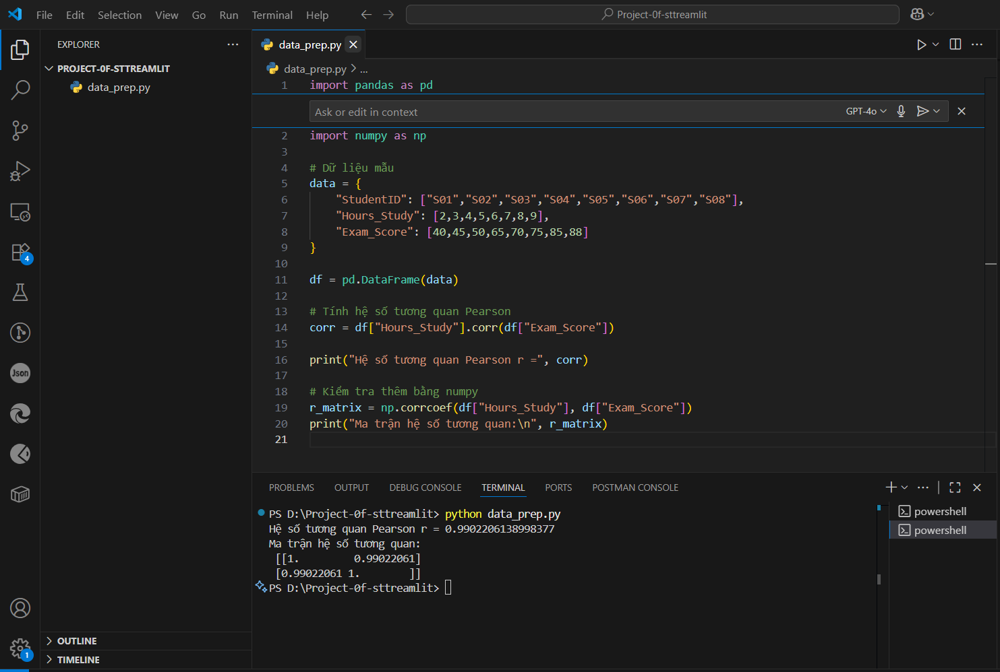 File Edit Selection View Go Run Terminal Help
Project-0f-sttreamlit
EXPLORER
PROJECT-0F-STTREAMLIT
data_prep.py
4
Json
1
OUTLINE
TIMELINE
data_prep.py
data_prep.py > ...
1 import pandas as pd
Ask or edit in context
GPT-4o
2 import numpy as np
3
4 # Dữ liệu mẫu
5 data = {
6 "StudentID": ["S01","S02","S03","S04","S05","S06","S07","S08"],
7 "Hours_Study": [2,3,4,5,6,7,8,9],
8 "Exam_Score": [40,45,50,65,70,75,85,88]
9 }
10
11 df = pd.DataFrame(data)
12
13 # Tính hệ số tương quan Pearson
14 corr = df["Hours_Study"].corr(df["Exam_Score"])
15
16 print("Hệ số tương quan Pearson r =", corr)
17
18 # Kiểm tra thêm bằng numpy
19 r_matrix = np.corrcoef(df["Hours_Study"], df["Exam_Score"])
20 print("Ma trận hệ số tương quan:\n", r_matrix)
21
PROBLEMS OUTPUT DEBUG CONSOLE TERMINAL PORTS POSTMAN CONSOLE
PS D:\Project-0f-sttreamlit> python data_prep.py
Hệ số tương quan Pearson r = 0.9902206138998377
Ma trận hệ số tương quan:
[[1. 0.99022061]
[0.99022061 1. ]]
PS D:\Project-0f-sttreamlit>
powershell
powershell